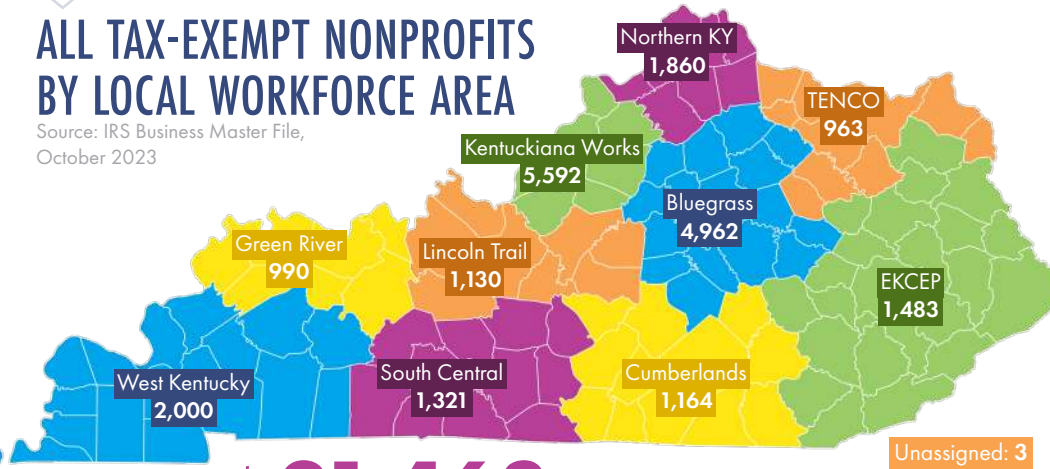 ALL TAX-EXEMPT NONPROFITS
BY LOCAL WORKFORCE AREA
Source: IRS Business Master File,
October 2023
Northern KY
1,860
TENCO
963
Kentuckiana Works
5,592
Bluegrass
4,962
Green River
990
Lincoln Trail
1,130
EKCEP
1,483
West Kentucky
2,000
South Central
1,321
Cumberlands
1,164
Unassigned: 3